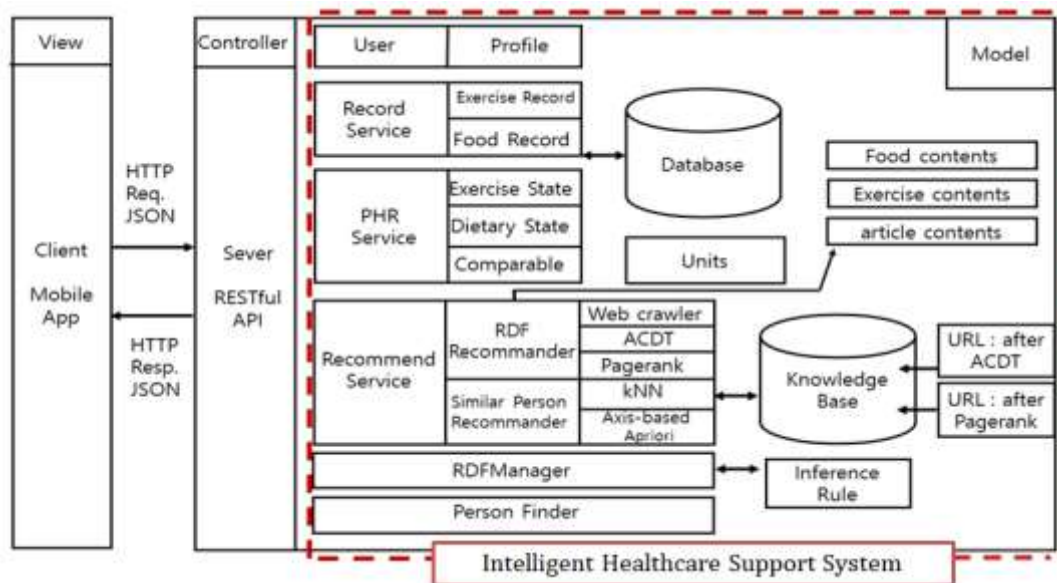 View
Client
Mobile
App
HTTP
Req.
JSON
HTTP
Resp.
JSON
Controller
Sever
RESTful
API
User
Profile
Record
Service
Exercise Record
Food Record
PHR
Service
Exercise State
Dietary State
Comparable
Recommend
Service
RDF
Recommander
Web crawler
ACDT
Pagerank
Similar Person
Recommander
kNN
Axis-based
Apriori
RDFManager
Person Finder
Database
Units
Model
Food contents
Exercise contents
article contents
Knowledge
Base
URL : after
ACDT
URL : after
Pagerank
Inference
Rule
Intelligent Healthcare Support System